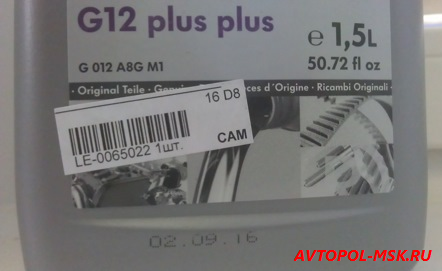 G12 plus plus
e 1,5L
50.72 fl oz
G 012 A8G M1
· Original Teile · Genuin ces d'Origine · Ricambi Originali ·
16 D8
LE-0065022 1шт.
CAM
02.09.16
AVTOPOL-MSK.RU